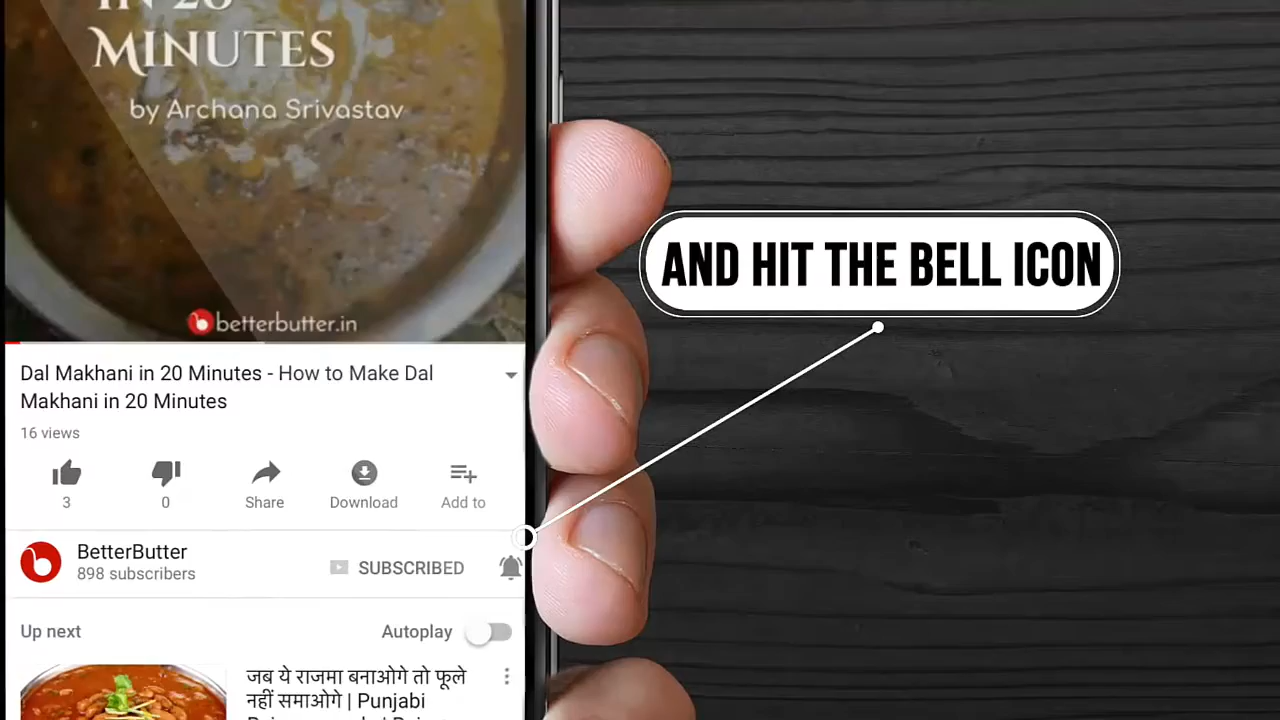 IN 20
MINUTES
by Archana Srivastav
betterbutter.in
AND HIT THE BELL ICON
Dal Makhani in 20 Minutes - How to Make Dal
Makhani in 20 Minutes
16 views
3
0
Share
Download
Add to
BetterButter
898 subscribers
SUBSCRIBED
Up next
Autoplay
जब ये राजमा बनाओगे तो फूले
नहीं समाओगे | Punjabi